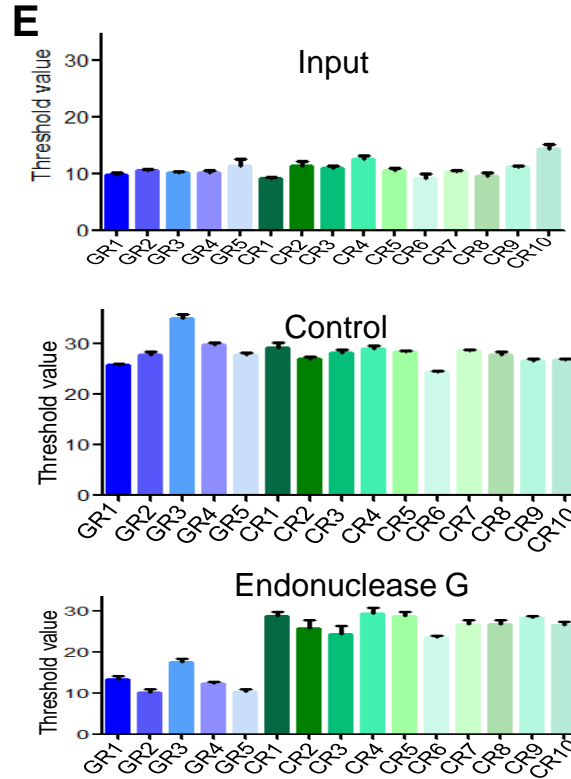 E
Input
Threshold value
30
20
10
0
GR1 GR2 GR3 GR4 GR5 CR1 CR2 CR3 CR4 CR5 CR6 CR7 CR8 CR9 CR10
Control
Threshold value
30
20
10
0
GR1 GR2 GR3 GR4 GR5 CR1 CR2 CR3 CR4 CR5 CR6 CR7 CR8 CR9 CR10
Endonuclease G
Threshold value
30
20
10
0
GR1 GR2 GR3 GR4 GR5 CR1 CR2 CR3 CR4 CR5 CR6 CR7 CR8 CR9 CR10